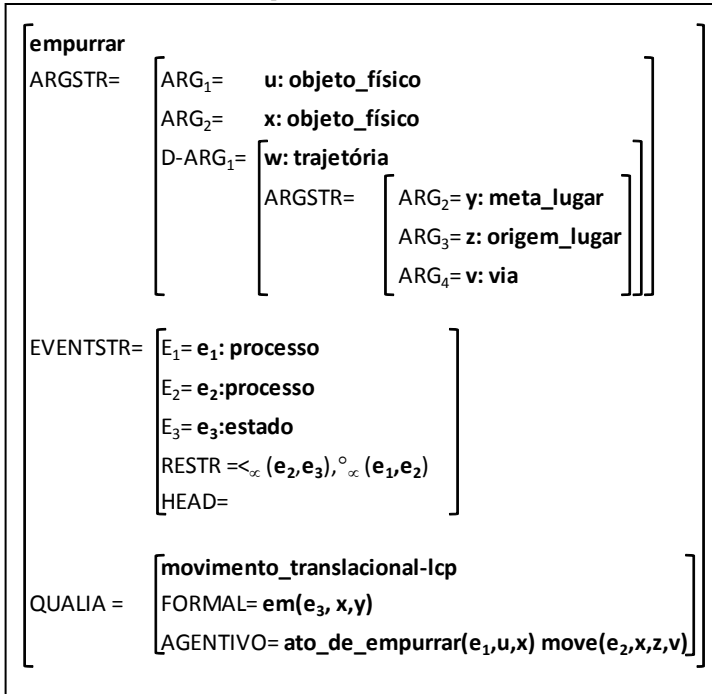 empurrar
ARGSTR= ARG₁= u: objeto_físico
ARG₂= x: objeto_físico
D-ARG₁= w: trajetória
ARGSTR= ARG₂= y: meta_lugar
ARG₃= z: origem_lugar
ARG₄= v: via
EVENTSTR= E₁= e₁: processo
E₂= e₂:processo
E₃= e₃:estado
RESTR =<∝ (e₂,e₃),°∝ (e₁,e₂)
HEAD=
movimento_translacional-lcp
QUALIA = FORMAL= em(e₃, x,y)
AGENTIVO= ato_de_empurrar(e₁,u,x) move(e₂,x,z,v)